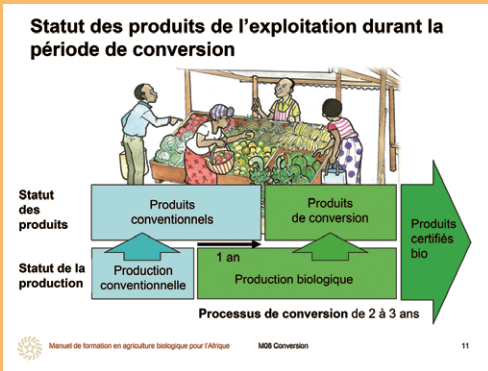 Statut des produits de l'exploitation durant la
période de conversion
Statut
des
produits
Produits
conventionnels
Produits
de conversion
Produits
certifiés
bio
1 an
Statut de la
production
Production
conventionnelle
Production biologique
Processus de conversion de 2 à 3 ans
Manuel de formation en agriculture biologique pour l'Afrique
M08 Conversion
11